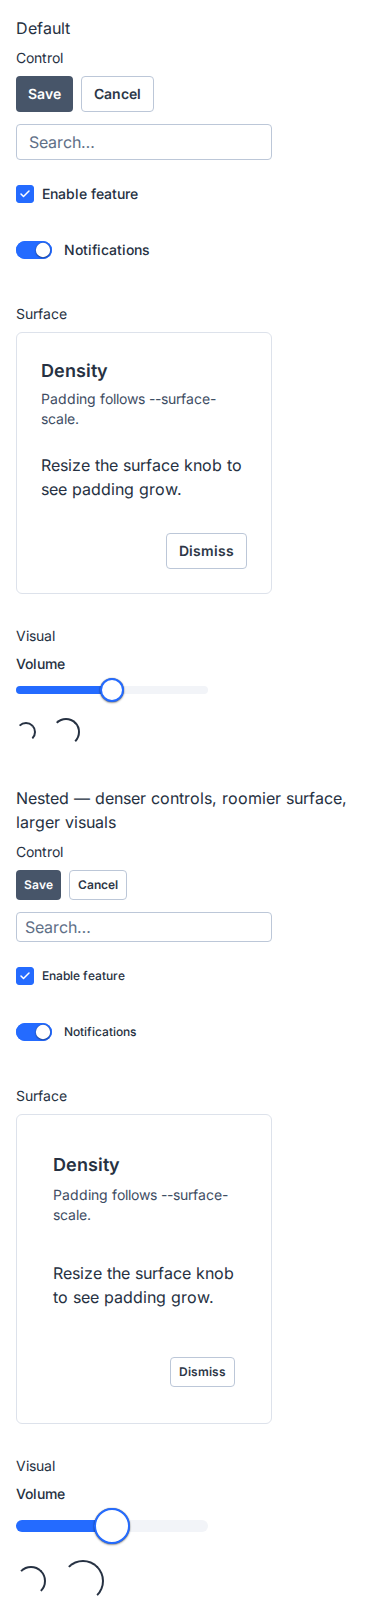 Default
Control
Save Cancel
Search...
Enable feature
Notifications
Surface
Density
Padding follows --surface-
scale.
Resize the surface knob to
see padding grow.
Dismiss
Visual
Volume
Nested — denser controls, roomier surface,
larger visuals
Control
Save Cancel
Search...
Enable feature
Notifications
Surface
Density
Padding follows --surface-
scale.
Resize the surface knob
to see padding grow.
Dismiss
Visual
Volume